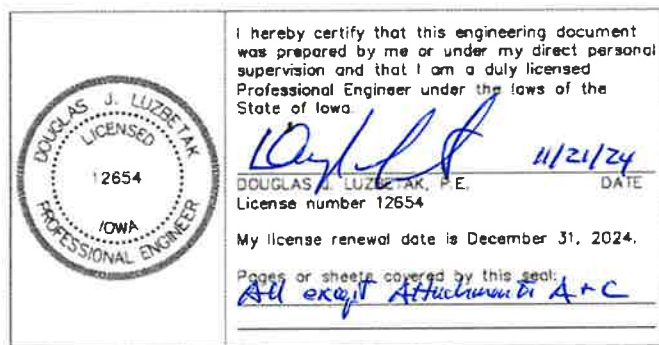 DOUGLAS J. LUZBETAK
LICENSED
12654
IOWA
PROFESSIONAL ENGINEER
I hereby certify that this engineering document
was prepared by me or under my direct personal
supervision and that I am a duly licensed
Professional Engineer under the laws of the
State of Iowa.
11/21/24
DOUGLAS J. LUZBETAK, P.E. DATE
License number 12654
My license renewal date is December 31, 2024.
Pages or sheets covered by this seal:
All except Attachments A + C